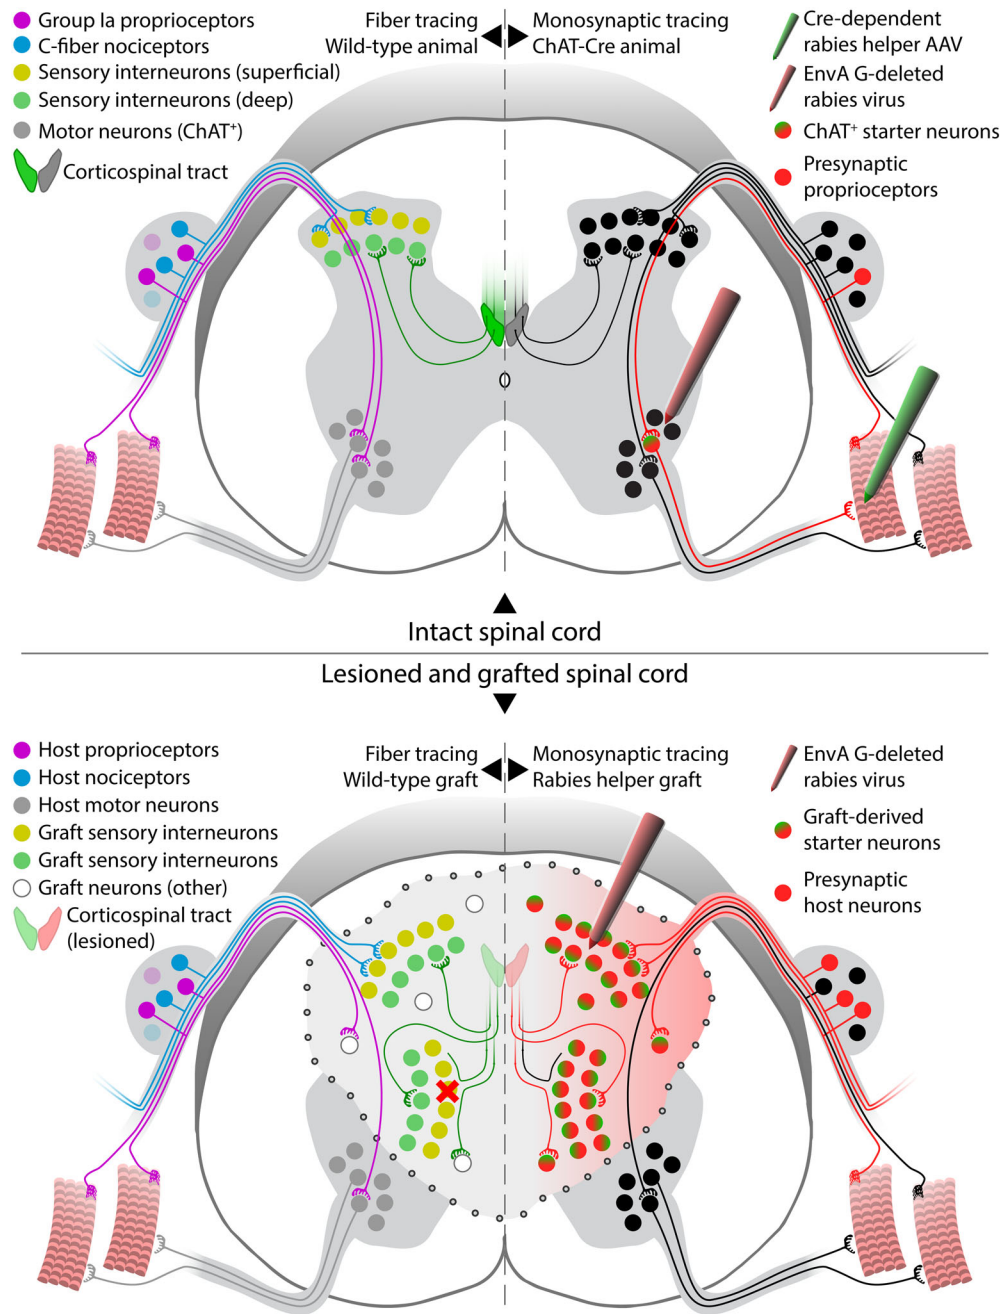 Group Ia proprioceptors
C-fiber nociceptors
Sensory interneurons (superficial)
Sensory interneurons (deep)
Motor neurons (ChAT⁺)
Corticospinal tract
Fiber tracing
Wild-type animal
Monosynaptic tracing
ChAT-Cre animal
Cre-dependent
rabies helper AAV
EnvA G-deleted
rabies virus
ChAT⁺ starter neurons
Presynaptic
proprioceptors
Intact spinal cord
Lesioned and grafted spinal cord
Host proprioceptors
Host nociceptors
Host motor neurons
Graft sensory interneurons
Graft sensory interneurons
Graft neurons (other)
Corticospinal tract
(lesioned)
Fiber tracing
Wild-type graft
Monosynaptic tracing
Rabies helper graft
EnvA G-deleted
rabies virus
Graft-derived
starter neurons
Presynaptic
host neurons